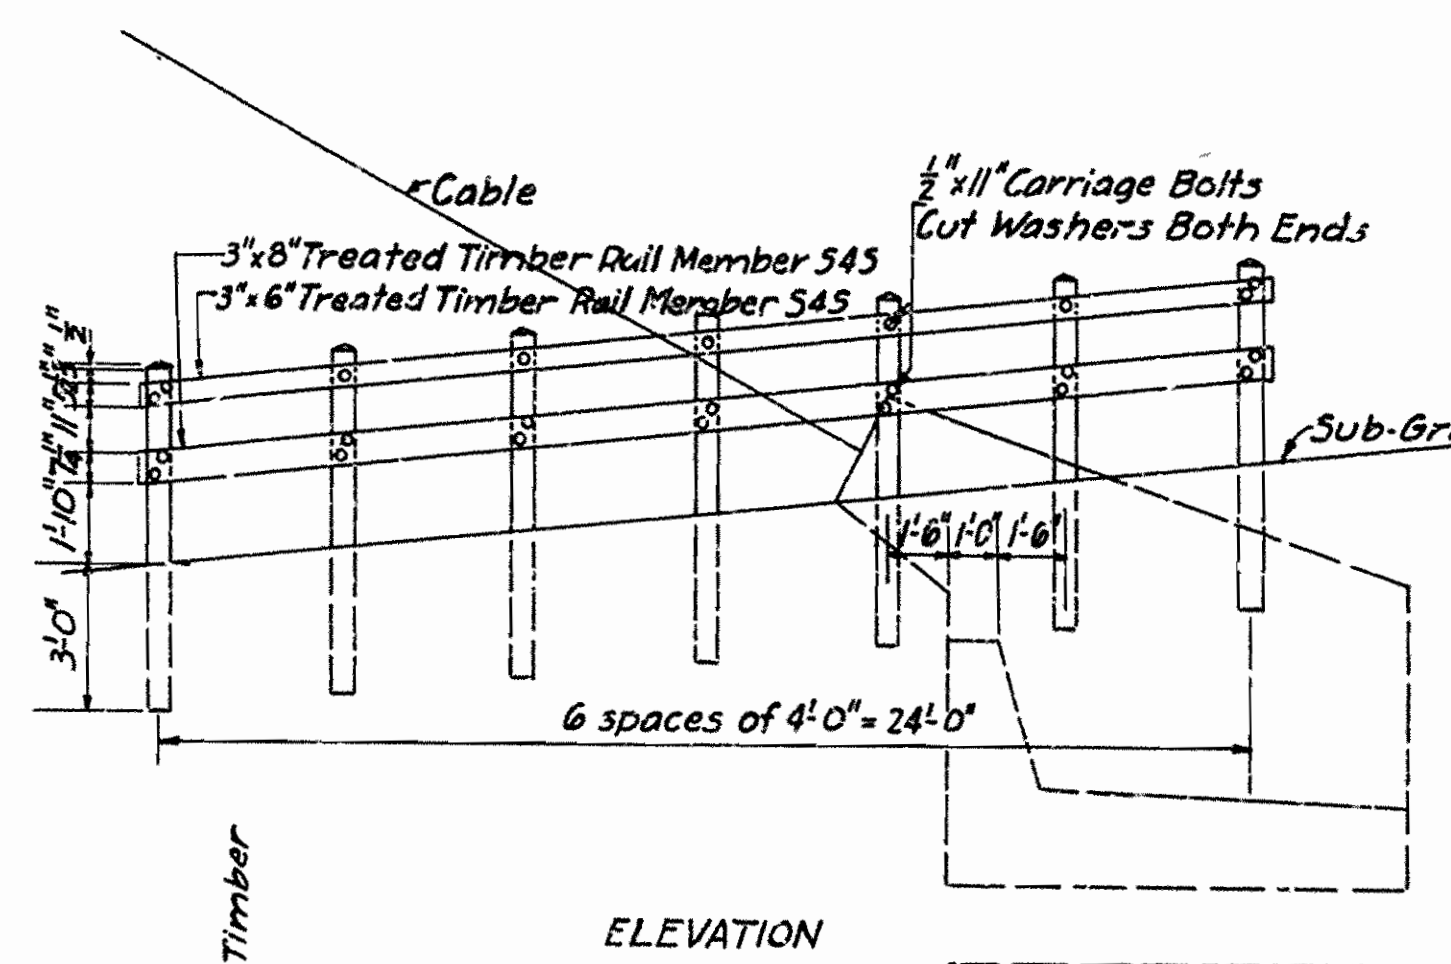 Cable
½"x11" Carriage Bolts
Cut Washers Both Ends
3"x8" Treated Timber Rail Member S4S
3"x6" Treated Timber Rail Member S4S
11"
1'-10"
3'-0"
1'-6" 1'-0" 1'-6"
6 spaces of 4'-0" = 24'-0"
Timber
ELEVATION